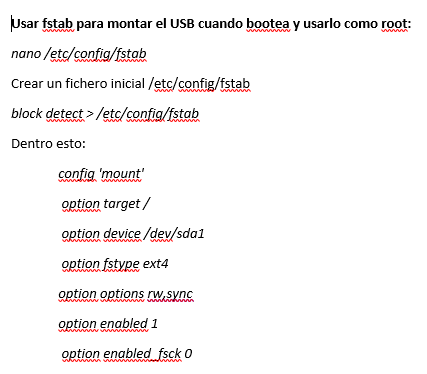 Usar fstab para montar el USB cuando bootea y usarlo como root:
nano /etc/config/fstab
Crear un fichero inicial /etc/config/fstab
block detect > /etc/config/fstab
Dentro esto:
config 'mount'
option target /
option device /dev/sda1
option fstype ext4
option options rw,sync
option enabled 1
option enabled_fsck 0